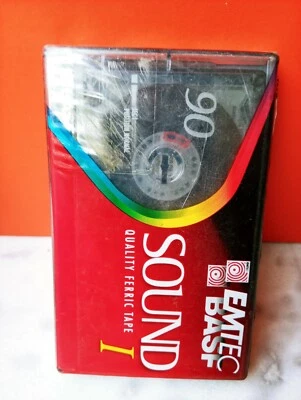 90
EMTEC
BASF
SOUND I
QUALITY FERRIC TAPE